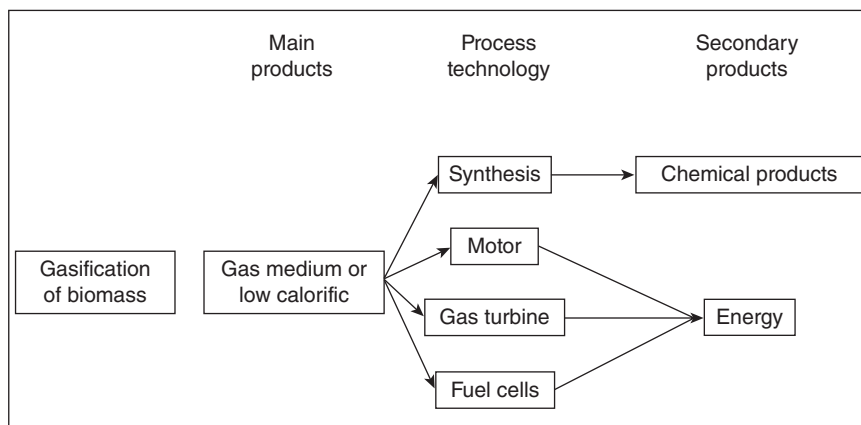 Main
products
Process
technology
Secondary
products
Synthesis
Chemical products
Motor
Gasification
of biomass
Gas medium or
low calorific
Gas turbine
Energy
Fuel cells